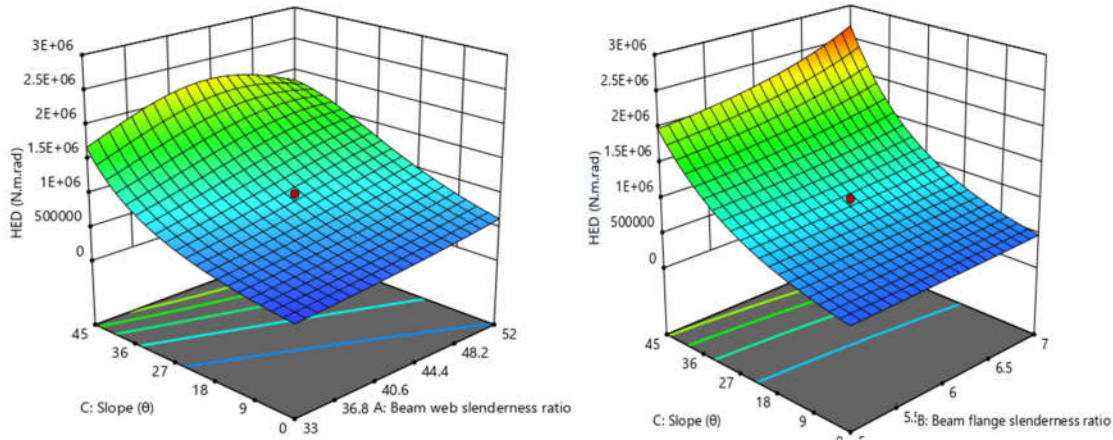 3E+06
2.5E+06
2E+06
1.5E+06
1E+06
500000
0
HED (N.m.rad)
45
36
27
18
9
0
C: Slope (θ)
33
36.8
40.6
44.4
48.2
52
A: Beam web slenderness ratio
3E+06
2.5E+06
2E+06
1.5E+06
1E+06
500000
0
HED (N.m.rad)
45
36
27
18
9
C: Slope (θ)
5.5
6
6.5
7
B: Beam flange slenderness ratio